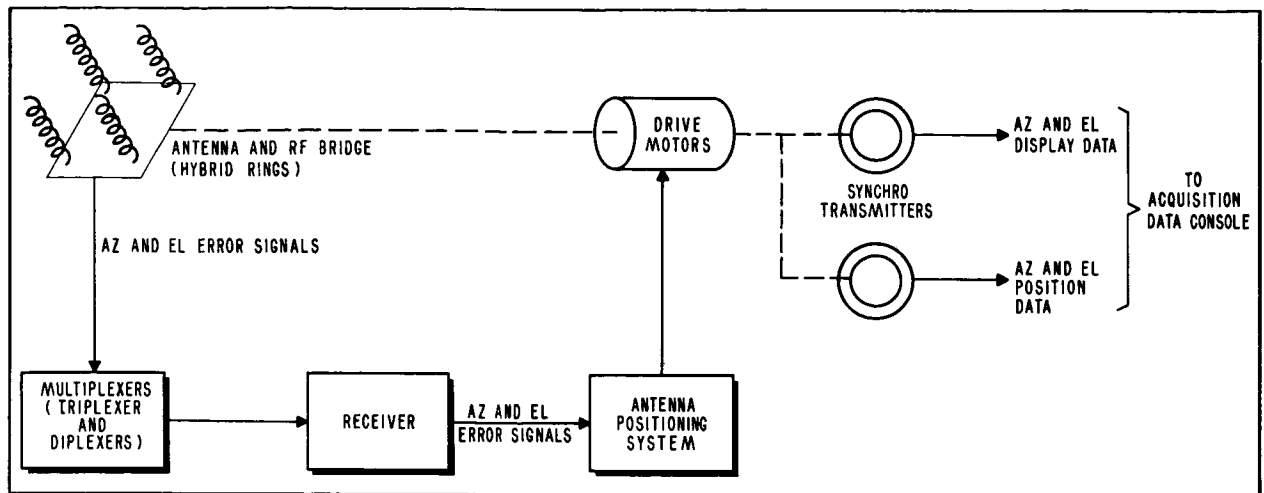 ANTENNA AND RF BRIDGE
(HYBRID RINGS)
DRIVE
MOTORS
SYNCHRO
TRANSMITTERS
AZ AND EL
DISPLAY DATA
TO
ACQUISITION
DATA CONSOLE
AZ AND EL
POSITION
DATA
AZ AND EL ERROR SIGNALS
MULTIPLEXERS
(TRIPLEXER
AND
DIPLEXERS)
RECEIVER
AZ AND EL
ERROR SIGNALS
ANTENNA
POSITIONING
SYSTEM